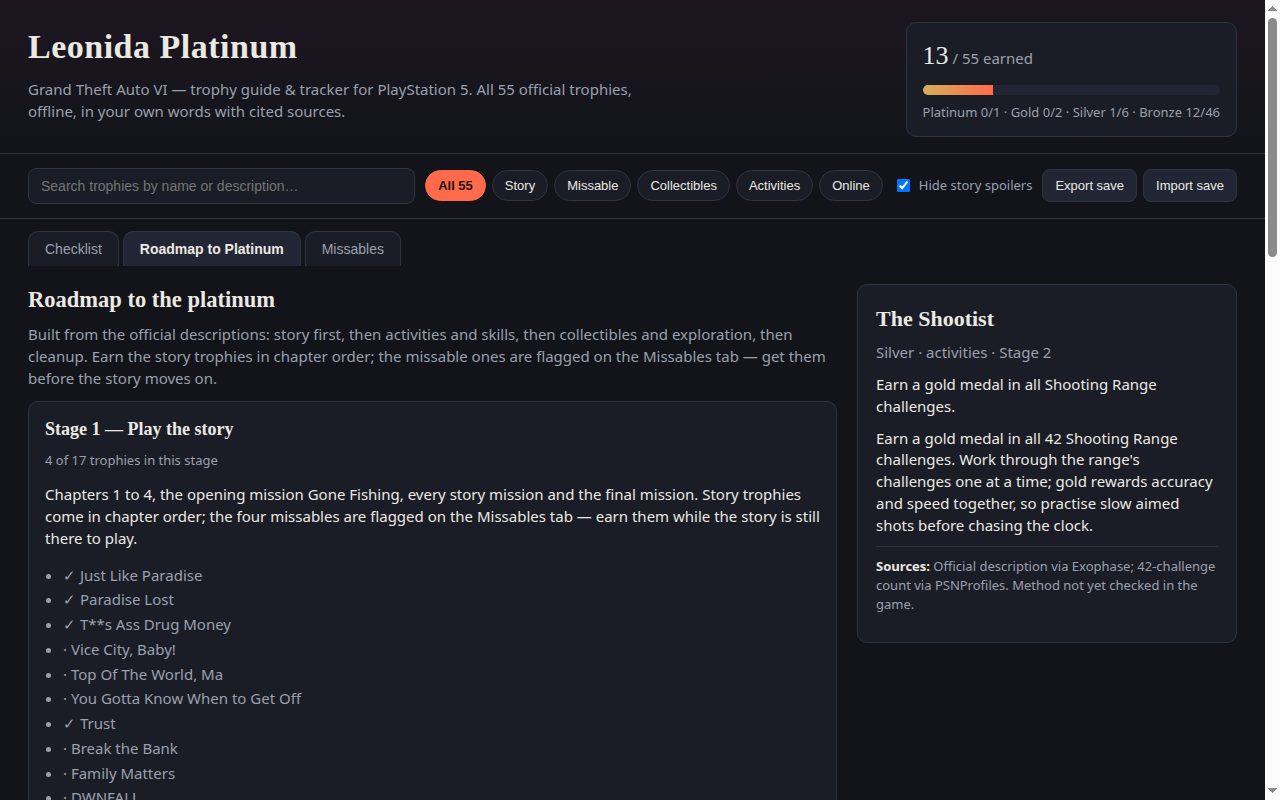 Leonida Platinum
Grand Theft Auto VI — trophy guide & tracker for PlayStation 5. All 55 official trophies,
offline, in your own words with cited sources.
13 / 55 earned
Platinum 0/1 · Gold 0/2 · Silver 1/6 · Bronze 12/46
Search trophies by name or description…
All 55
Story
Missable
Collectibles
Activities
Online
Hide story spoilers
Export save
Import save
Checklist
Roadmap to Platinum
Missables
Roadmap to the platinum
Built from the official descriptions: story first, then activities and skills, then collectibles and exploration, then
cleanup. Earn the story trophies in chapter order; the missable ones are flagged on the Missables tab — get them
before the story moves on.
Stage 1 — Play the story
4 of 17 trophies in this stage
Chapters 1 to 4, the opening mission Gone Fishing, every story mission and the final mission. Story trophies
come in chapter order; the four missables are flagged on the Missables tab — earn them while the story is still
there to play.
• ✓ Just Like Paradise
• ✓ Paradise Lost
• ✓ T**s Ass Drug Money
• · Vice City, Baby!
• · Top Of The World, Ma
• · You Gotta Know When to Get Off
• ✓ Trust
• · Break the Bank
• · Family Matters
• · DWNFALL
The Shootist
Silver · activities · Stage 2
Earn a gold medal in all Shooting Range
challenges.
Earn a gold medal in all 42 Shooting Range
challenges. Work through the range's
challenges one at a time; gold rewards accuracy
and speed together, so practise slow aimed
shots before chasing the clock.
Sources: Official description via Exophase; 42-challenge
count via PSNProfiles. Method not yet checked in the
game.